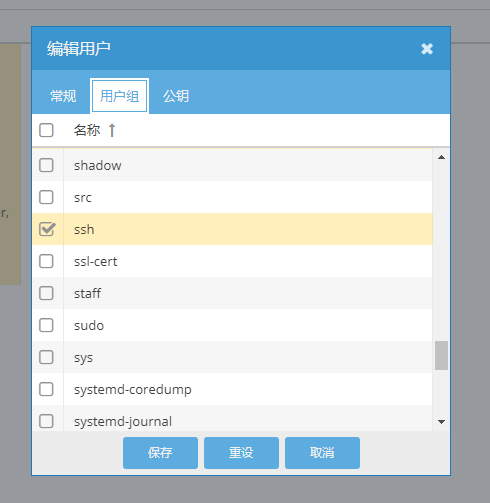 编辑用户
常规 用户组 公钥
名称 ↑
shadow
src
r,
ssh
ssl-cert
staff
sudo
sys
systemd-coredump
systemd-journal
保存 重设 取消